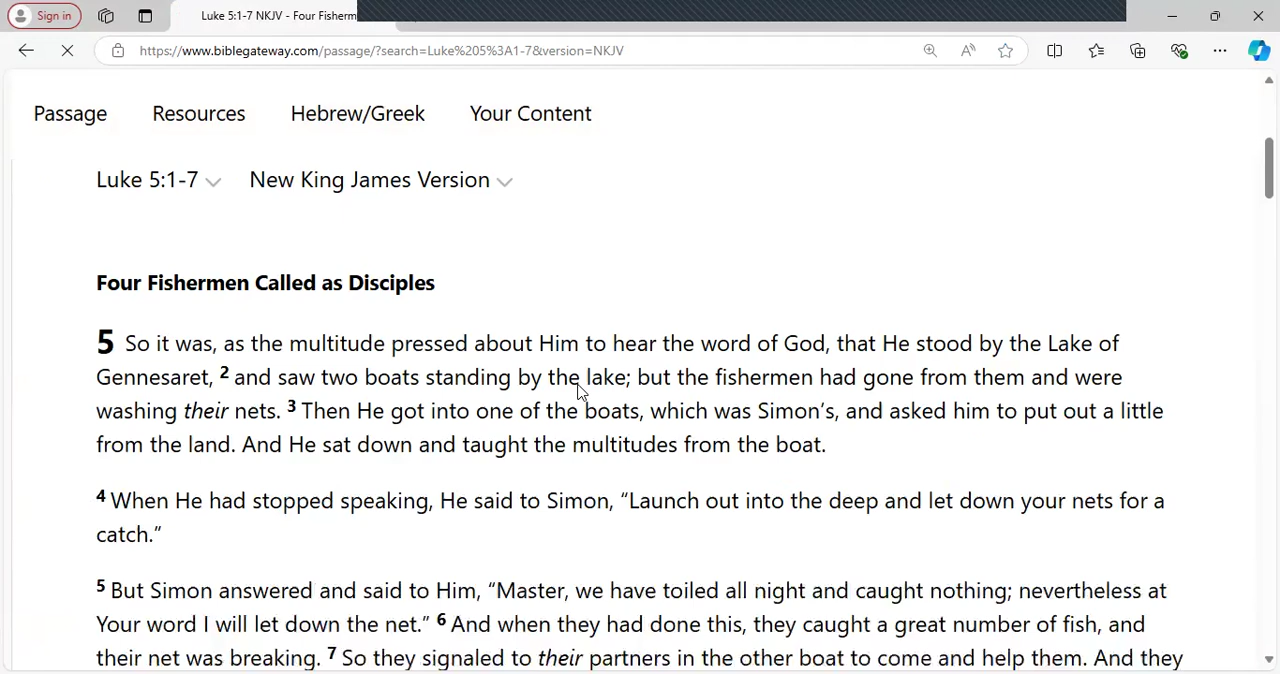 Sign in
Luke 5:1-7 NKJV - Four Fisherm
https://www.biblegateway.com/passage/?search=Luke%205%3A1-7&version=NKJV
Passage Resources Hebrew/Greek Your Content
Luke 5:1-7 New King James Version
Four Fishermen Called as Disciples
5 So it was, as the multitude pressed about Him to hear the word of God, that He stood by the Lake of
Gennesaret, 2 and saw two boats standing by the lake; but the fishermen had gone from them and were
washing their nets. 3 Then He got into one of the boats, which was Simon’s, and asked him to put out a little
from the land. And He sat down and taught the multitudes from the boat.
4 When He had stopped speaking, He said to Simon, “Launch out into the deep and let down your nets for a
catch.”
5 But Simon answered and said to Him, “Master, we have toiled all night and caught nothing; nevertheless at
Your word I will let down the net.” 6 And when they had done this, they caught a great number of fish, and
their net was breaking. 7 So they signaled to their partners in the other boat to come and help them. And they